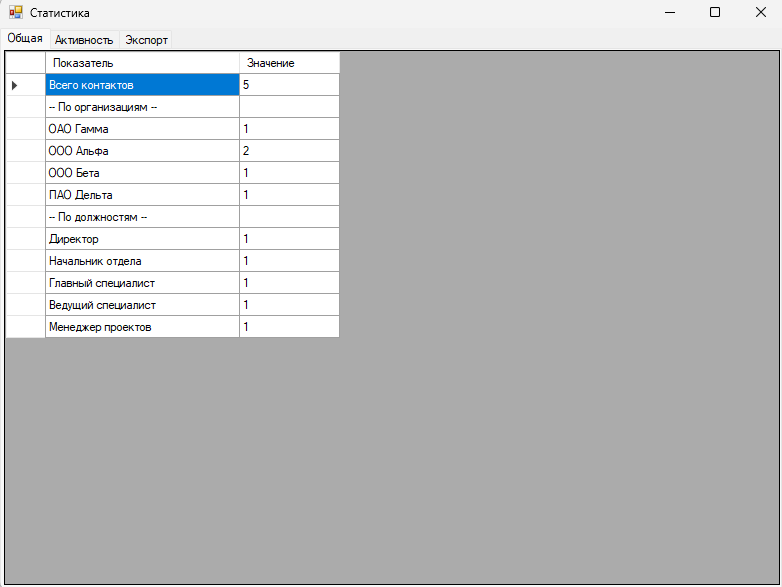 Статистика
Общая Активность Экспорт
Показатель Значение
Всего контактов 5
-- По организациям --
ОАО Гамма 1
ООО Альфа 2
ООО Бета 1
ПАО Дельта 1
-- По должностям --
Директор 1
Начальник отдела 1
Главный специалист 1
Ведущий специалист 1
Менеджер проектов 1